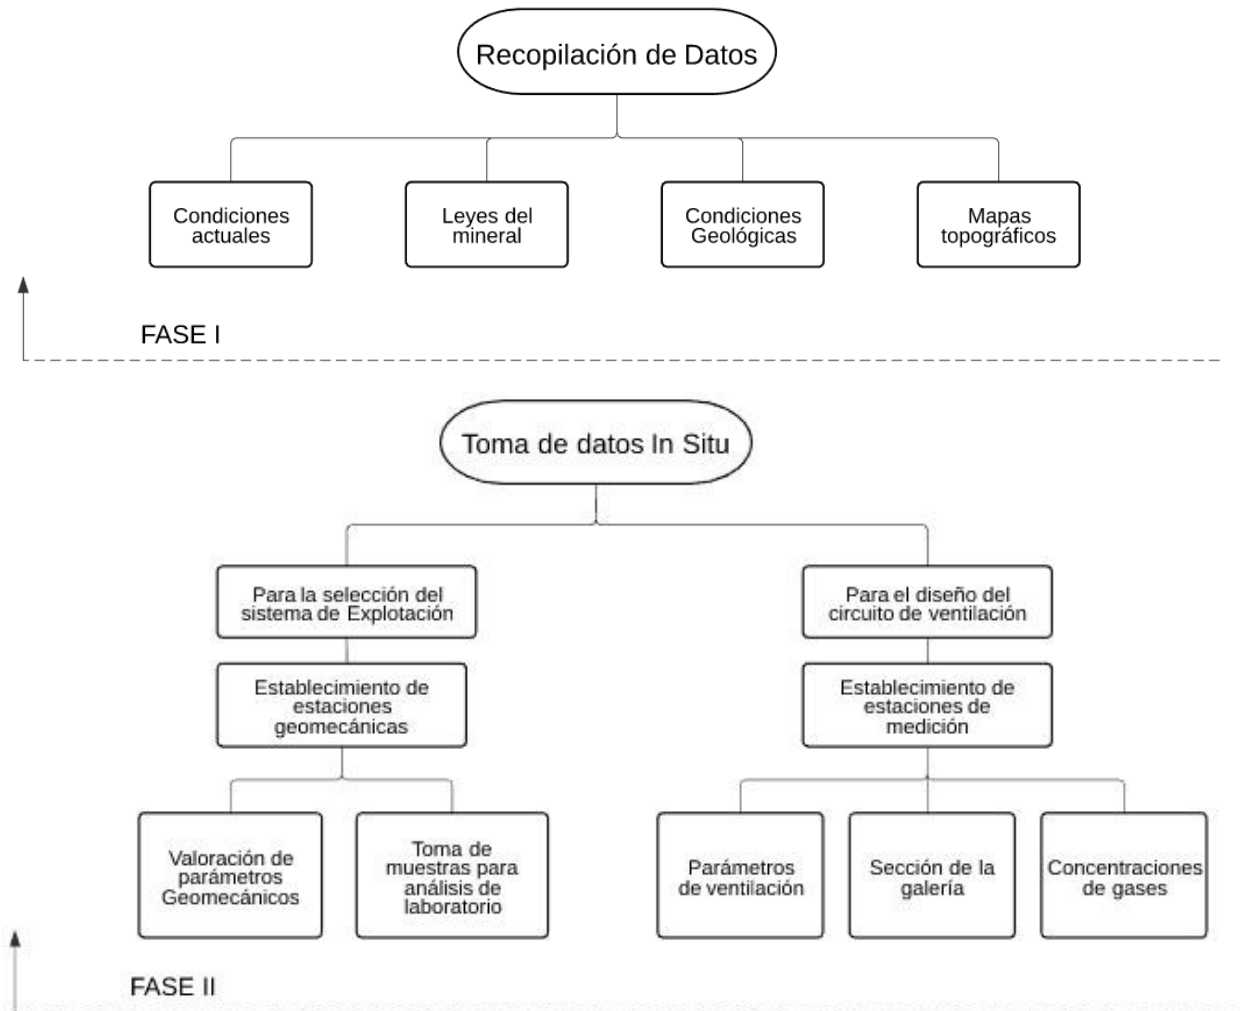 Recopilación de Datos
Condiciones
actuales
Leyes del
mineral
Condiciones
Geológicas
Mapas
topográficos
FASE I
Toma de datos In Situ
Para la selección del
sistema de Explotación
Para el diseño del
circuito de ventilación
Establecimiento de
estaciones
geomecánicas
Establecimiento de
estaciones de
medición
Valoración de
parámetros
Geomecánicos
Toma de
muestras para
análisis de
laboratorio
Parámetros
de ventilación
Sección de la
galería
Concentraciones
de gases
FASE II